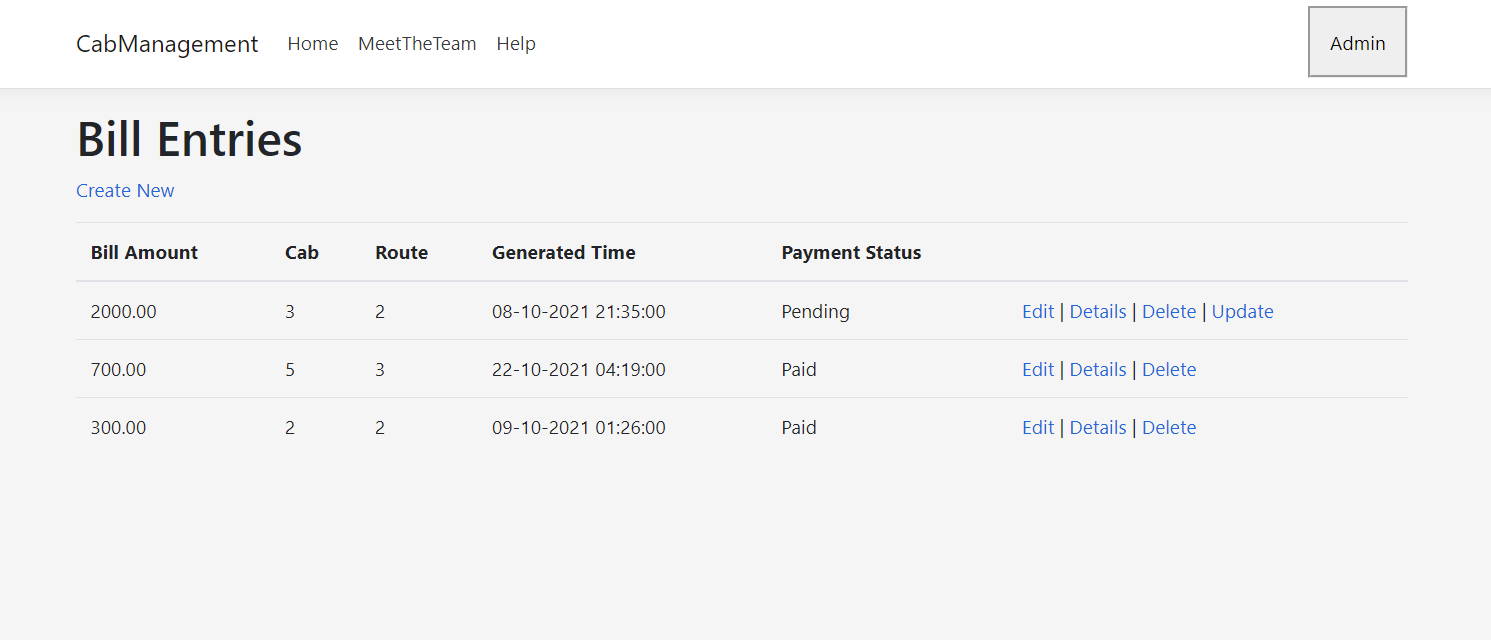 CabManagement Home MeetTheTeam Help Admin
Bill Entries
Create New
Bill Amount Cab Route Generated Time Payment Status
2000.00 3 2 08-10-2021 21:35:00 Pending Edit | Details | Delete | Update
700.00 5 3 22-10-2021 04:19:00 Paid Edit | Details | Delete
300.00 2 2 09-10-2021 01:26:00 Paid Edit | Details | Delete